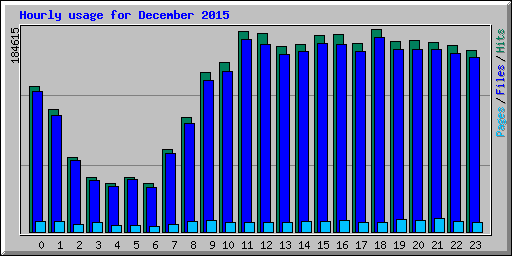 Hourly usage for December 2015
184615
Pages / Files / Hits
0 1 2 3 4 5 6 7 8 9 10 11 12 13 14 15 16 17 18 19 20 21 22 23